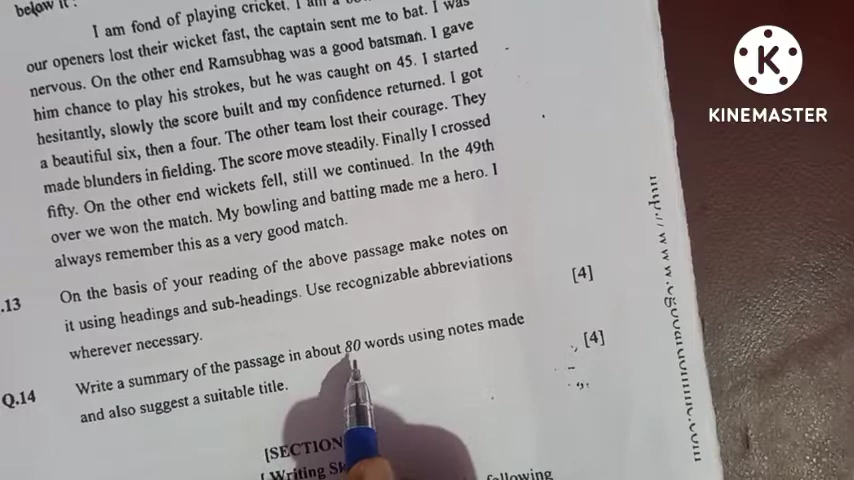 below it :
I am fond of playing cricket. I am a
our openers lost their wicket fast, the captain sent me to bat. I was
nervous. On the other end Ramsubhag was a good batsman. I gave
him chance to play his strokes, but he was caught on 45. I started
hesitantly, slowly the score built and my confidence returned. I got
a beautiful six, then a four. The other team lost their courage. They
made blunders in fielding. The score move steadily. Finally I crossed
fifty. On the other end wickets fell, still we continued. In the 49th
over we won the match. My bowling and batting made me a hero. I
always remember this as a very good match.
.13 On the basis of your reading of the above passage make notes on
it using headings and sub-headings. Use recognizable abbreviations
wherever necessary. [4]
Q.14 Write a summary of the passage in about 80 words using notes made
and also suggest a suitable title. [4]
[SECTION
[ Writing
following
K
KINEMASTER